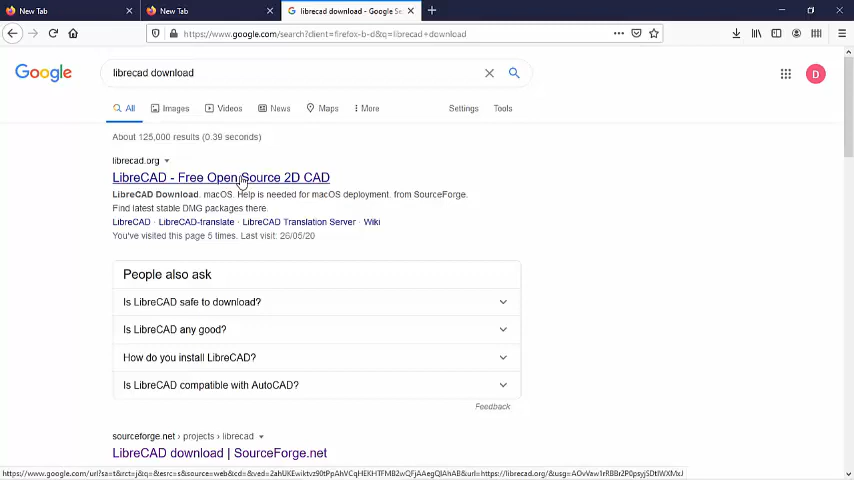 New Tab
New Tab
librecad download - Google Se
https://www.google.com/search?client=firefox-b-d&q=librecad+download
Google
librecad download
D
All Images Videos News Maps More Settings Tools
About 125,000 results (0.39 seconds)
librecad.org
LibreCAD - Free Open Source 2D CAD
LibreCAD Download. macOS. Help is needed for macOS deployment. from SourceForge.
Find latest stable DMG packages there.
LibreCAD · LibreCAD-translate · LibreCAD Translation Server · Wiki
You've visited this page 5 times. Last visit: 26/05/20
People also ask
Is LibreCAD safe to download?
Is LibreCAD any good?
How do you install LibreCAD?
Is LibreCAD compatible with AutoCAD?
Feedback
sourceforge.net › projects › librecad
LibreCAD download | SourceForge.net